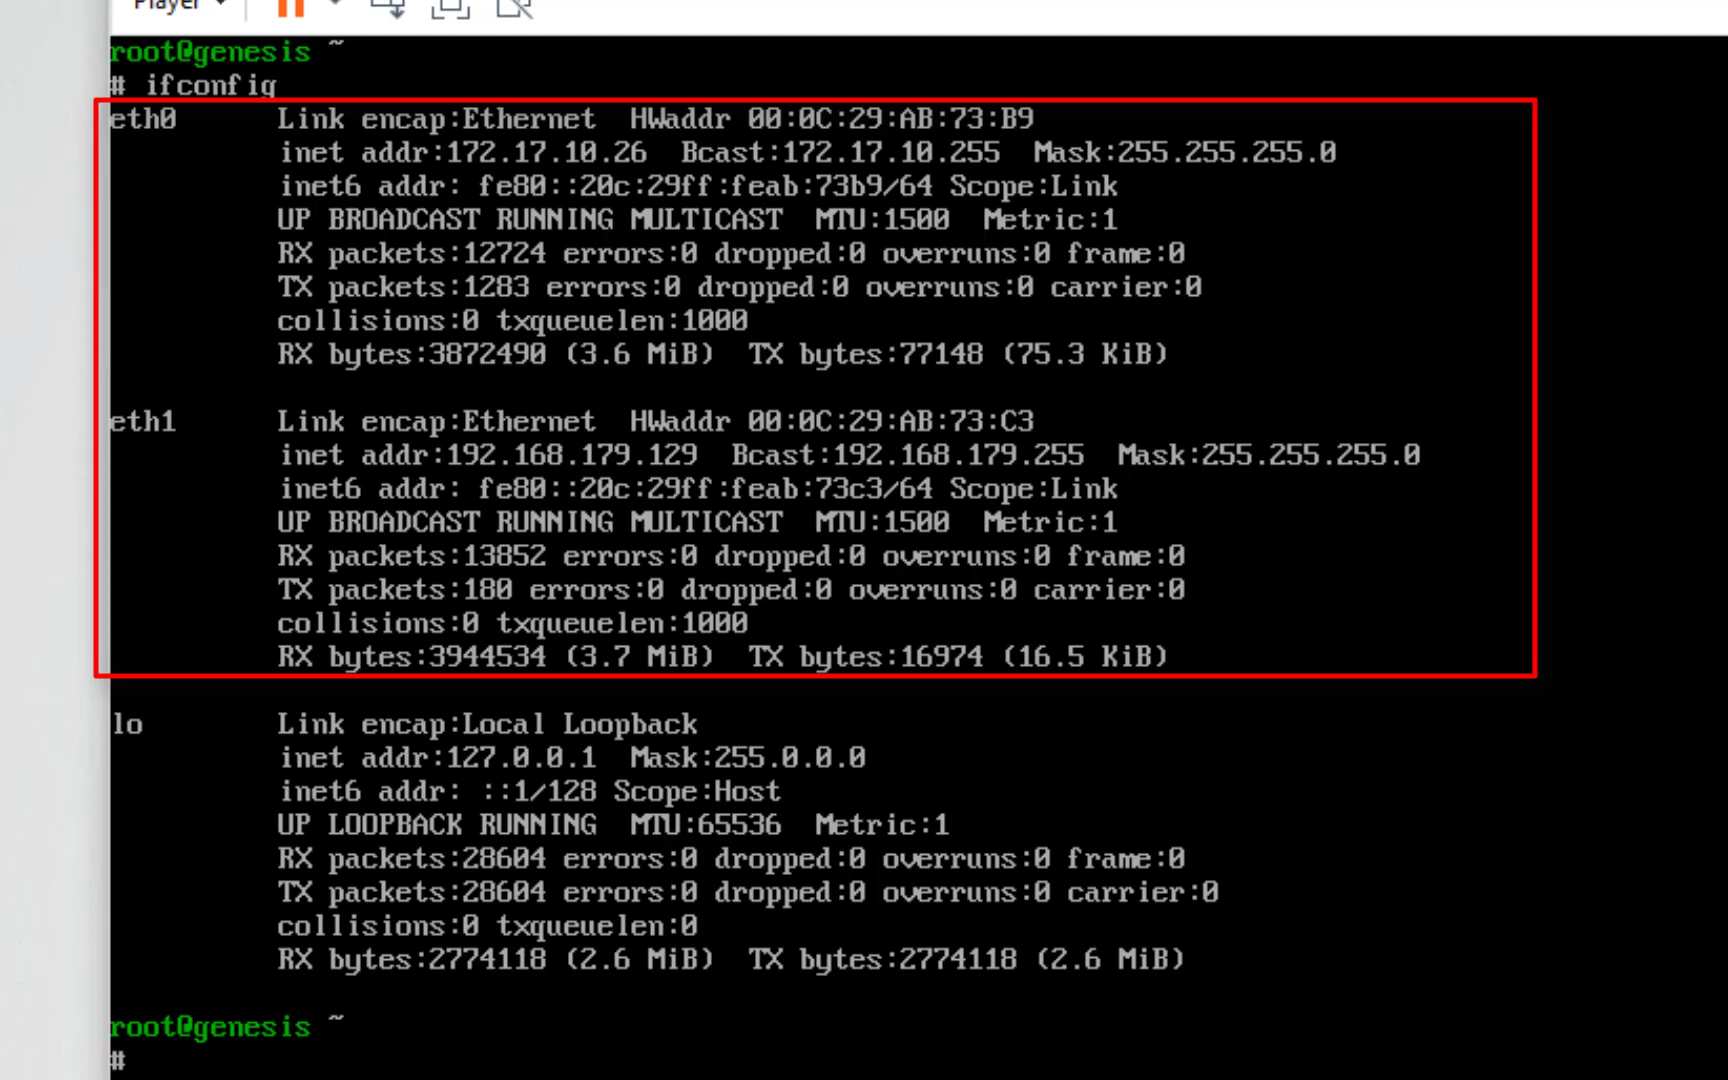 Player
root@genesis ~
# ifconfig
eth0 Link encap:Ethernet HWaddr 00:0C:29:AB:73:B9
inet addr:172.17.10.26 Bcast:172.17.10.255 Mask:255.255.255.0
inet6 addr: fe80::20c:29ff:feab:73b9/64 Scope:Link
UP BROADCAST RUNNING MULTICAST MTU:1500 Metric:1
RX packets:12724 errors:0 dropped:0 overruns:0 frame:0
TX packets:1283 errors:0 dropped:0 overruns:0 carrier:0
collisions:0 txqueuelen:1000
RX bytes:3872490 (3.6 MiB) TX bytes:77148 (75.3 KiB)
eth1 Link encap:Ethernet HWaddr 00:0C:29:AB:73:C3
inet addr:192.168.179.129 Bcast:192.168.179.255 Mask:255.255.255.0
inet6 addr: fe80::20c:29ff:feab:73c3/64 Scope:Link
UP BROADCAST RUNNING MULTICAST MTU:1500 Metric:1
RX packets:13852 errors:0 dropped:0 overruns:0 frame:0
TX packets:180 errors:0 dropped:0 overruns:0 carrier:0
collisions:0 txqueuelen:1000
RX bytes:3944534 (3.7 MiB) TX bytes:16974 (16.5 KiB)
lo Link encap:Local Loopback
inet addr:127.0.0.1 Mask:255.0.0.0
inet6 addr: ::1/128 Scope:Host
UP LOOPBACK RUNNING MTU:65536 Metric:1
RX packets:28604 errors:0 dropped:0 overruns:0 frame:0
TX packets:28604 errors:0 dropped:0 overruns:0 carrier:0
collisions:0 txqueuelen:0
RX bytes:2774118 (2.6 MiB) TX bytes:2774118 (2.6 MiB)
root@genesis ~
#